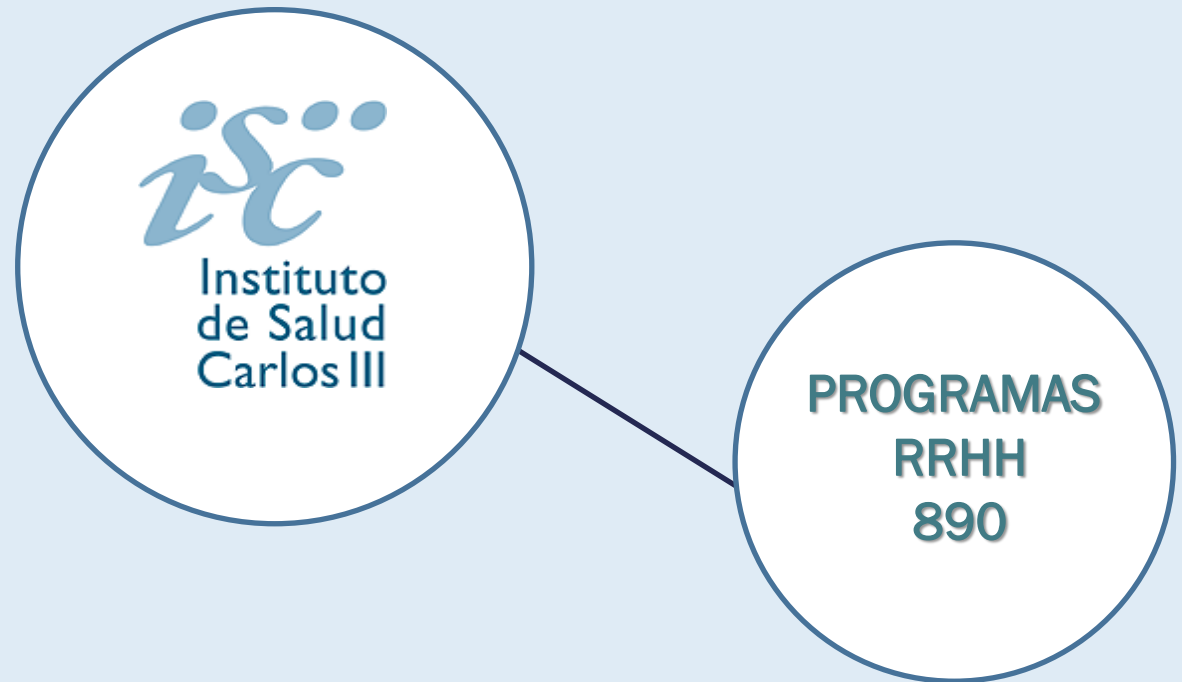 isc
Instituto
de Salud
Carlos III
PROGRAMAS
RRHH
890